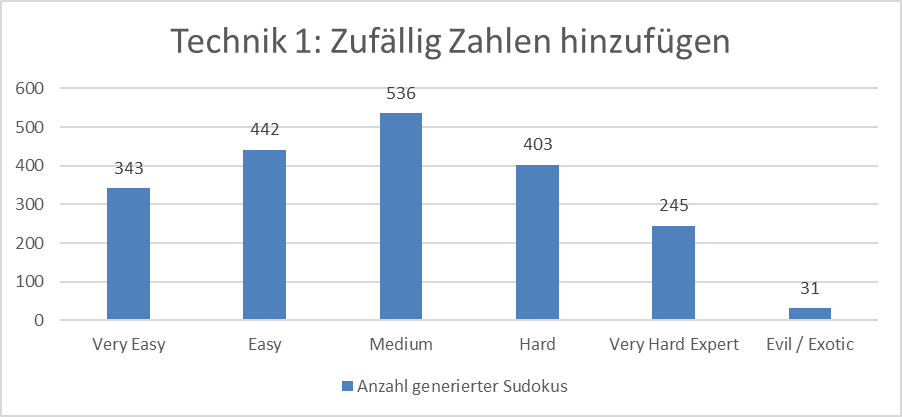 Technik 1: Zufällig Zahlen hinzufügen
600
500
400
300
200
100
0
343
442
536
403
245
31
Very Easy
Easy
Medium
Hard
Very Hard Expert
Evil / Exotic
Anzahl generierter Sudokus